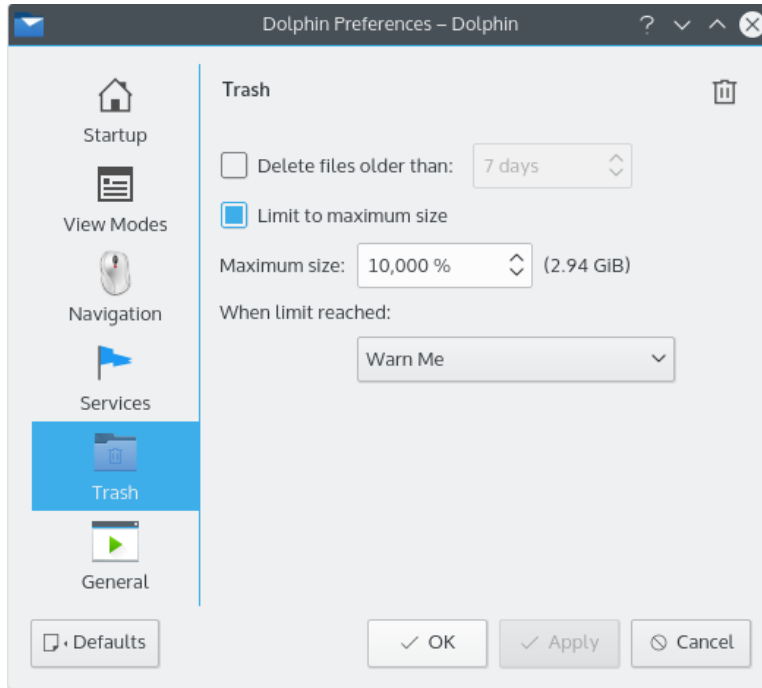 Dolphin Preferences – Dolphin
Startup
View Modes
Navigation
Services
Trash
General
Trash
Delete files older than: 7 days
Limit to maximum size
Maximum size: 10,000 % (2.94 GiB)
When limit reached:
Warn Me
Defaults
OK
Apply
Cancel